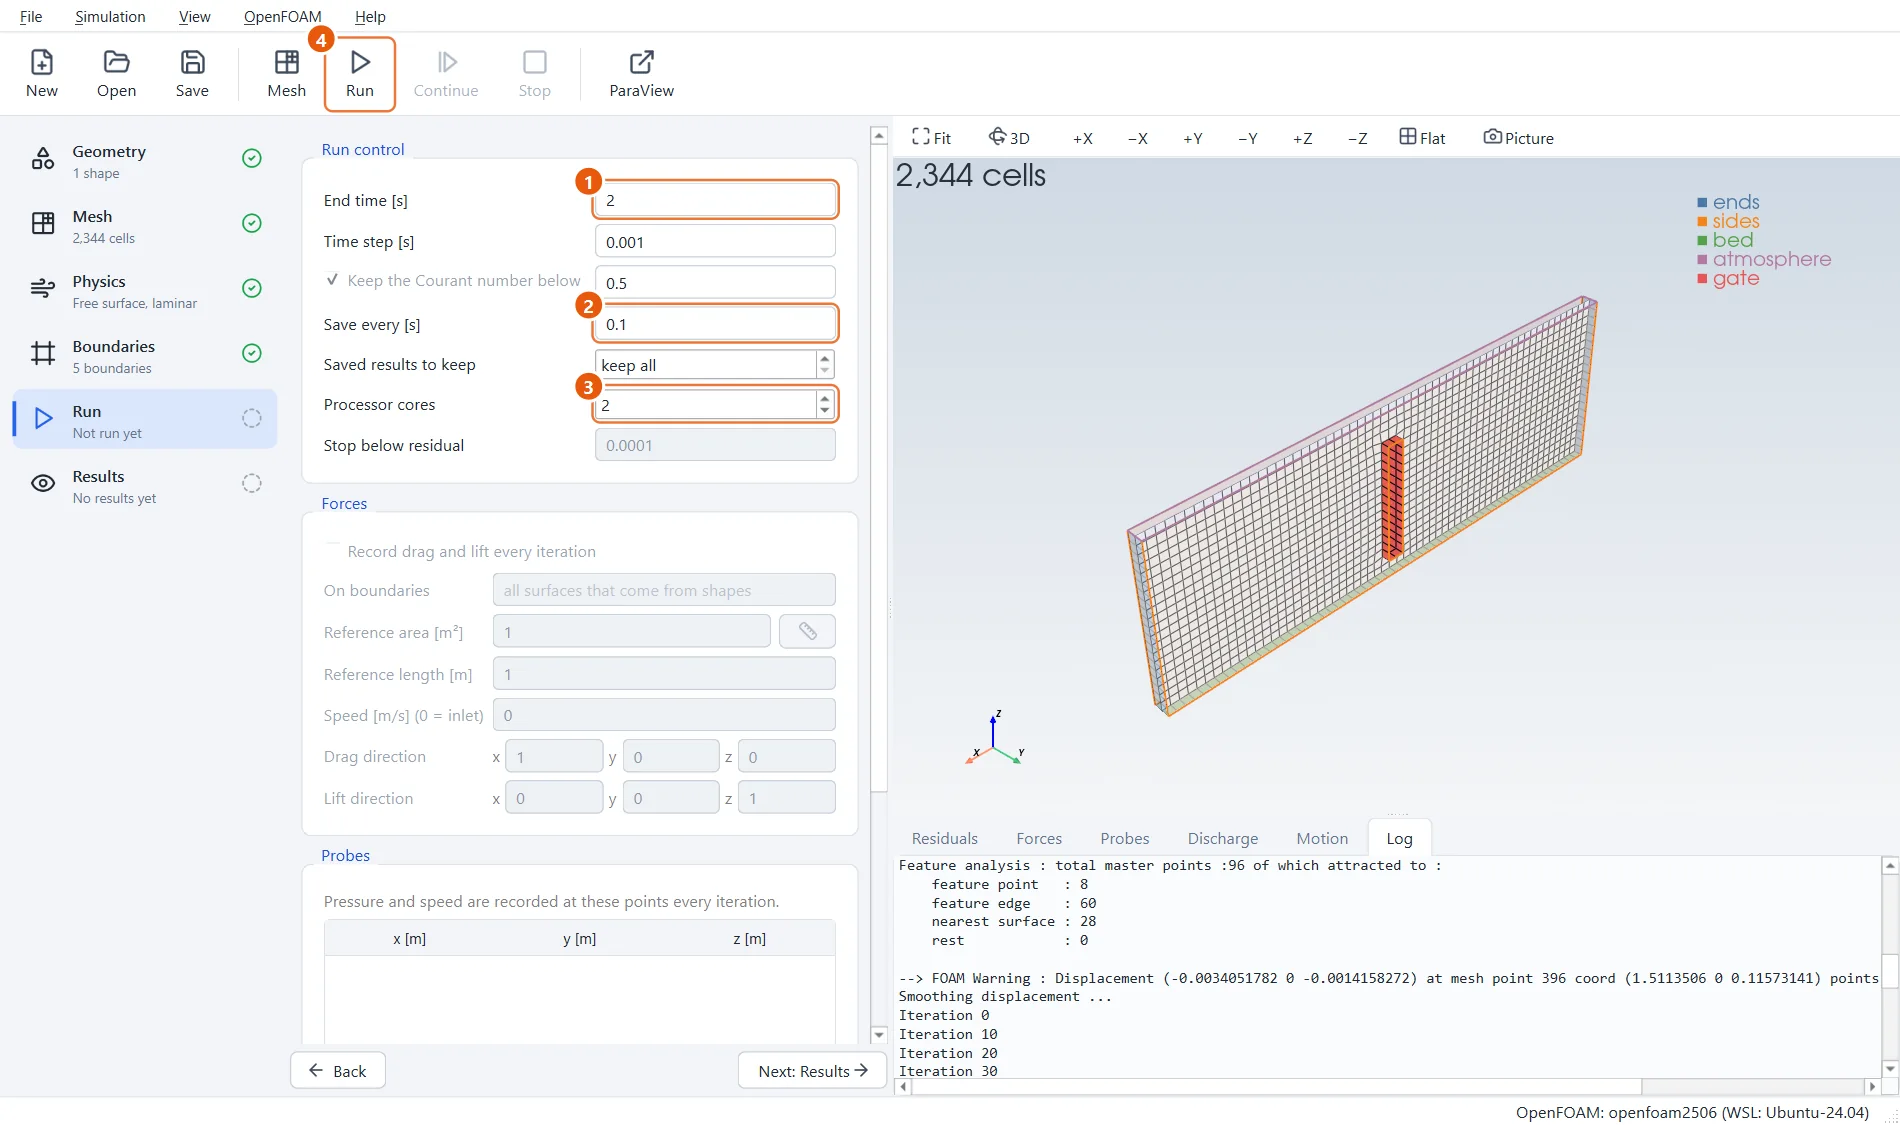 File Simulation View OpenFOAM Help
4
New Open Save Mesh Run Continue Stop ParaView
Geometry
1 shape
Mesh
2,344 cells
Physics
Free surface, laminar
Boundaries
5 boundaries
Run
Not run yet
Results
No results yet
Run control
1
End time [s] 2
Time step [s] 0.001
Keep the Courant number below 0.5
2
Save every [s] 0.1
Saved results to keep keep all
3
Processor cores 2
Stop below residual 0.0001
Forces
Record drag and lift every iteration
On boundaries all surfaces that come from shapes
Reference area [m²] 1
Reference length [m] 1
Speed [m/s] (0 = inlet) 0
Drag direction x 1 y 0 z 0
Lift direction x 0 y 0 z 1
Probes
Pressure and speed are recorded at these points every iteration.
x [m] y [m] z [m]
Back Next: Results
Fit 3D +X −X +Y −Y +Z −Z Flat Picture
2,344 cells
ends
sides
bed
atmosphere
gate
Z
X Y
Residuals Forces Probes Discharge Motion Log
Feature analysis : total master points :96 of which attracted to :
feature point : 8
feature edge : 60
nearest surface : 28
rest : 0
--> FOAM Warning : Displacement (-0.0034051782 0 -0.0014158272) at mesh point 396 coord (1.5113506 0 0.11573141) points
Smoothing displacement ...
Iteration 0
Iteration 10
Iteration 20
Iteration 30
OpenFOAM: openfoam2506 (WSL: Ubuntu-24.04)